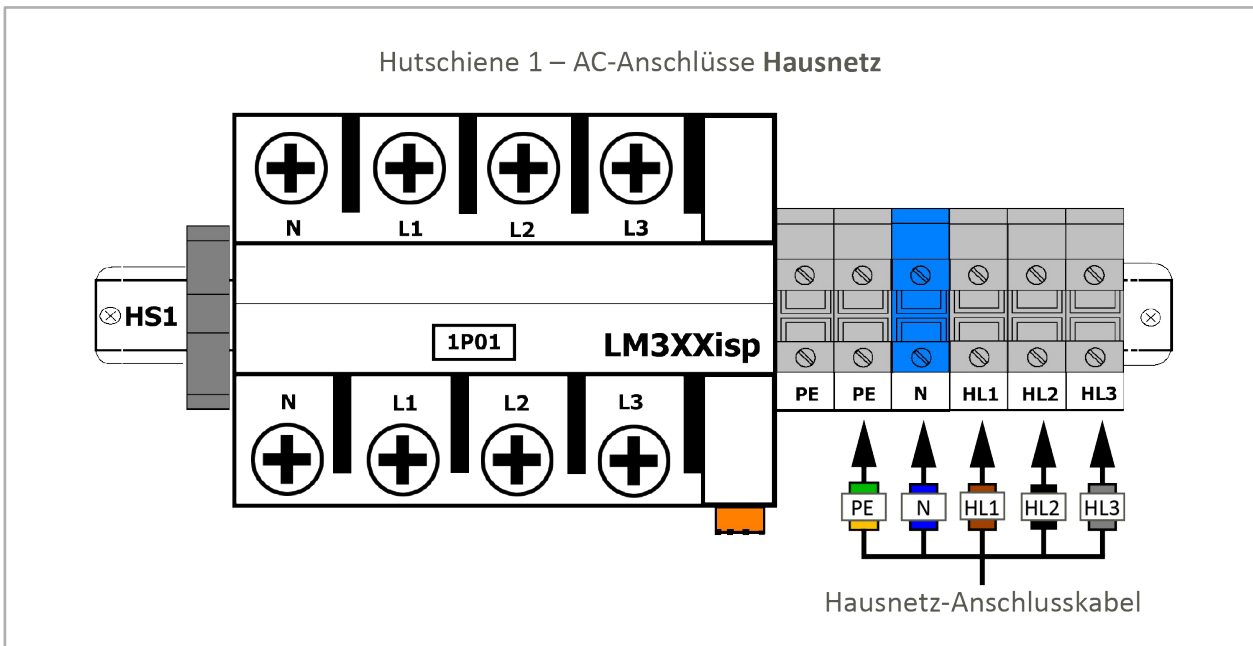 Hutschiene 1 – AC-Anschlüsse Hausnetz
N L1 L2 L3
HS1
1P01 LM3XXisp
N L1 L2 L3
PE PE N HL1 HL2 HL3
PE N HL1 HL2 HL3
Hausnetz-Anschlusskabel